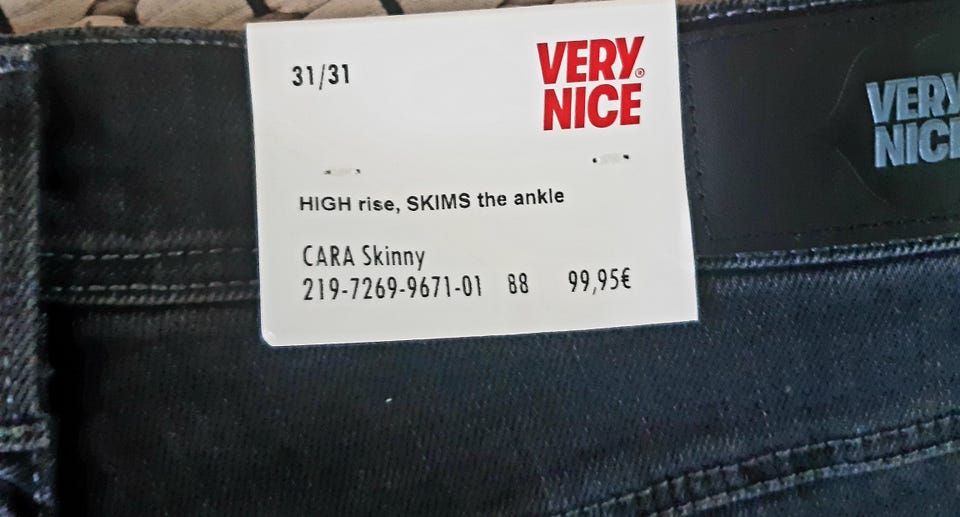 31/31
VERY®
NICE
HIGH rise, SKIMS the ankle
CARA Skinny
219-7269-9671-01 88 99,95€
VERY
NICE